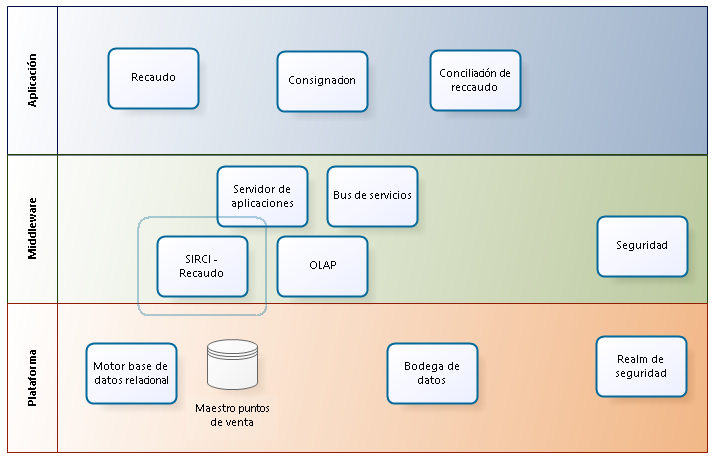 Aplicación
Recaudo
Consignacion
Conciliación de
reccaudo
Middleware
Servidor de
aplicaciones
Bus de servicios
SIRCI -
Recaudo
OLAP
Seguridad
Plataforma
Motor base de
datos relacional
Maestro puntos
de venta
Bodega de
datos
Realm de
seguridad